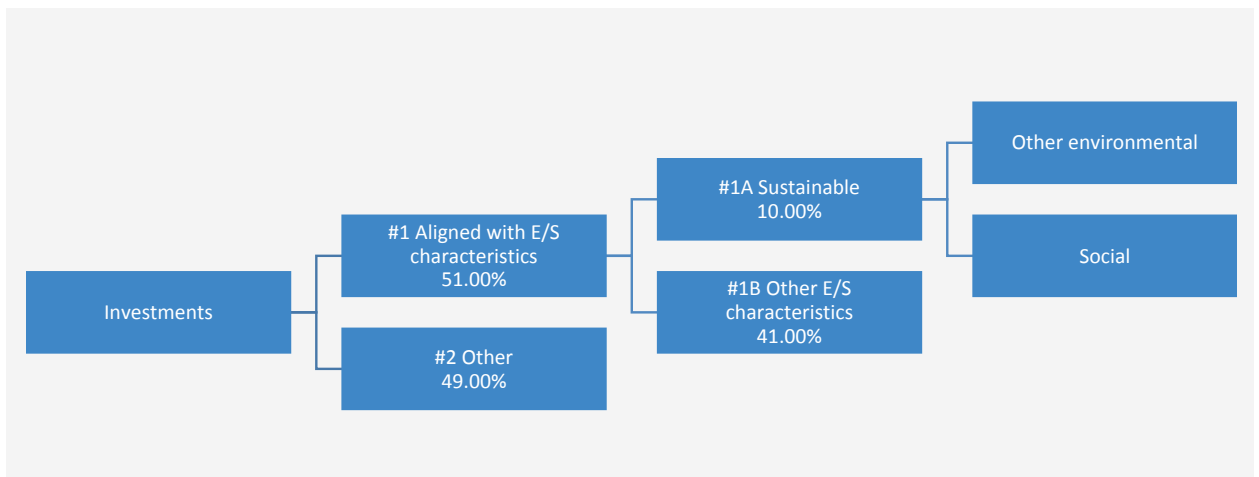 Investments
#1 Aligned with E/S
characteristics
51.00%
#2 Other
49.00%
#1A Sustainable
10.00%
#1B Other E/S
characteristics
41.00%
Other environmental
Social